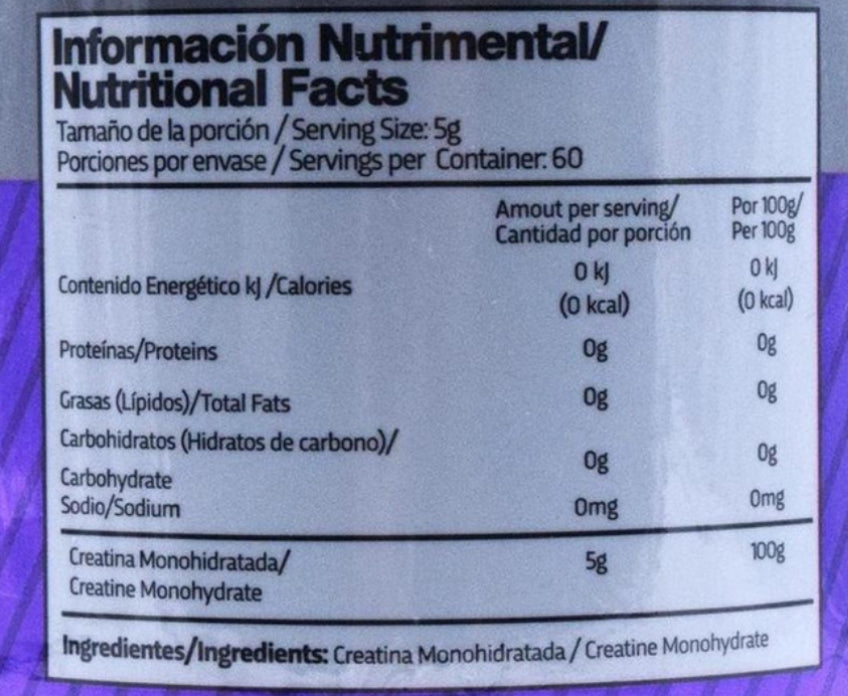 Información Nutrimental/
Nutritional Facts
Tamaño de la porción / Serving Size: 5g
Porciones por envase / Servings per Container: 60
Amout per serving/ Por 100g/
Cantidad por porción Per 100g
Contenido Energético kJ /Calories 0 kJ 0 kJ
(0 kcal) (0 kcal)
Proteínas/Proteins 0g 0g
Grasas (Lípidos)/Total Fats 0g 0g
Carbohidratos (Hidratos de carbono)/
Carbohydrate 0g 0g
Sodio/Sodium 0mg 0mg
Creatina Monohidratada/ 5g 100g
Creatine Monohydrate
Ingredientes/Ingredients: Creatina Monohidratada / Creatine Monohydrate